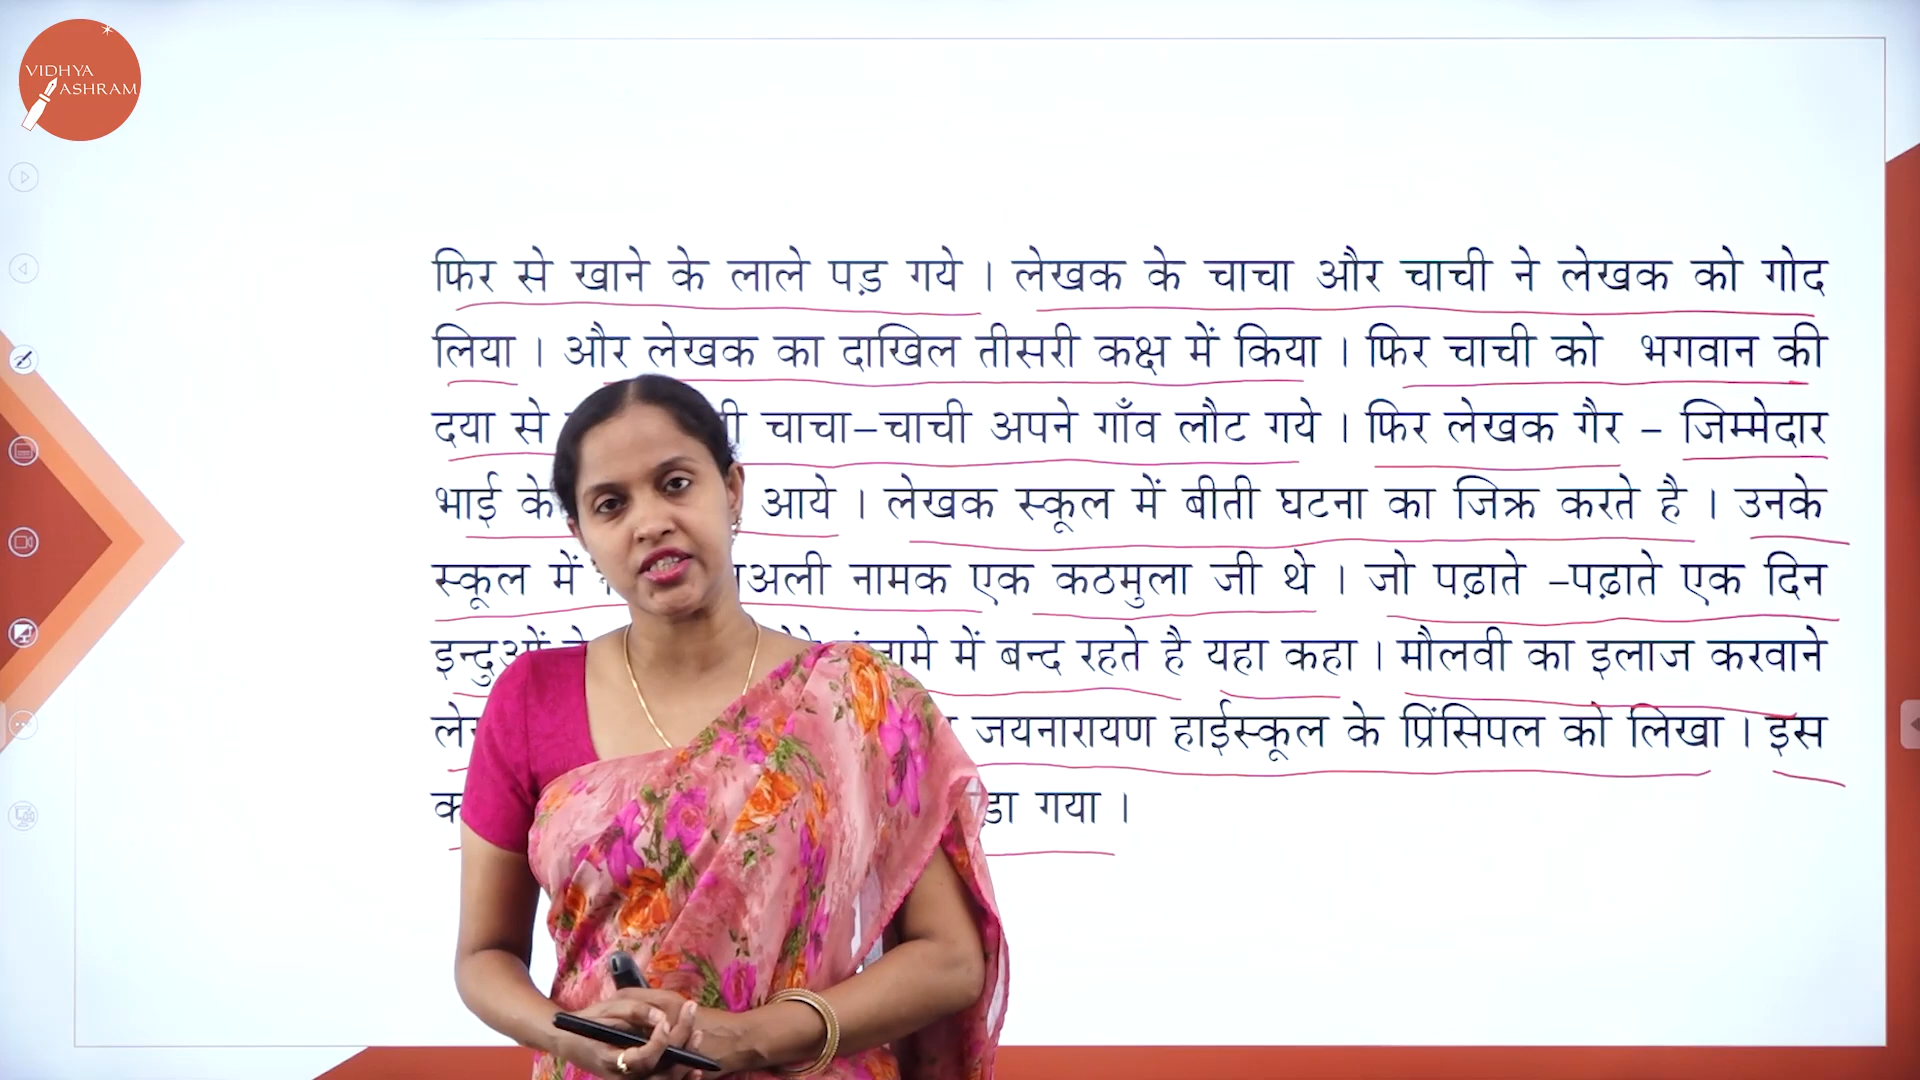 VIDHYA
ASHRAM
फिर से खाने के लाले पड़ गये । लेखक के चाचा और चाची ने लेखक को गोद
लिया । और लेखक का दाखिल तीसरी कक्ष में किया । फिर चाची को भगवान की
दया से चाचा-चाची अपने गाँव लौट गये । फिर लेखक गैर - जिम्मेदार
भाई के आये । लेखक स्कूल में बीती घटना का जिक्र करते है । उनके
स्कूल में नामक एक कठमुला जी थे । जो पढ़ाते -पढ़ाते एक दिन
इन्दुओं में बन्द रहते है यहा कहा । मौलवी का इलाज करवाने
जयनारायण हाईस्कूल के प्रिंसिपल को लिखा । इस
गया ।